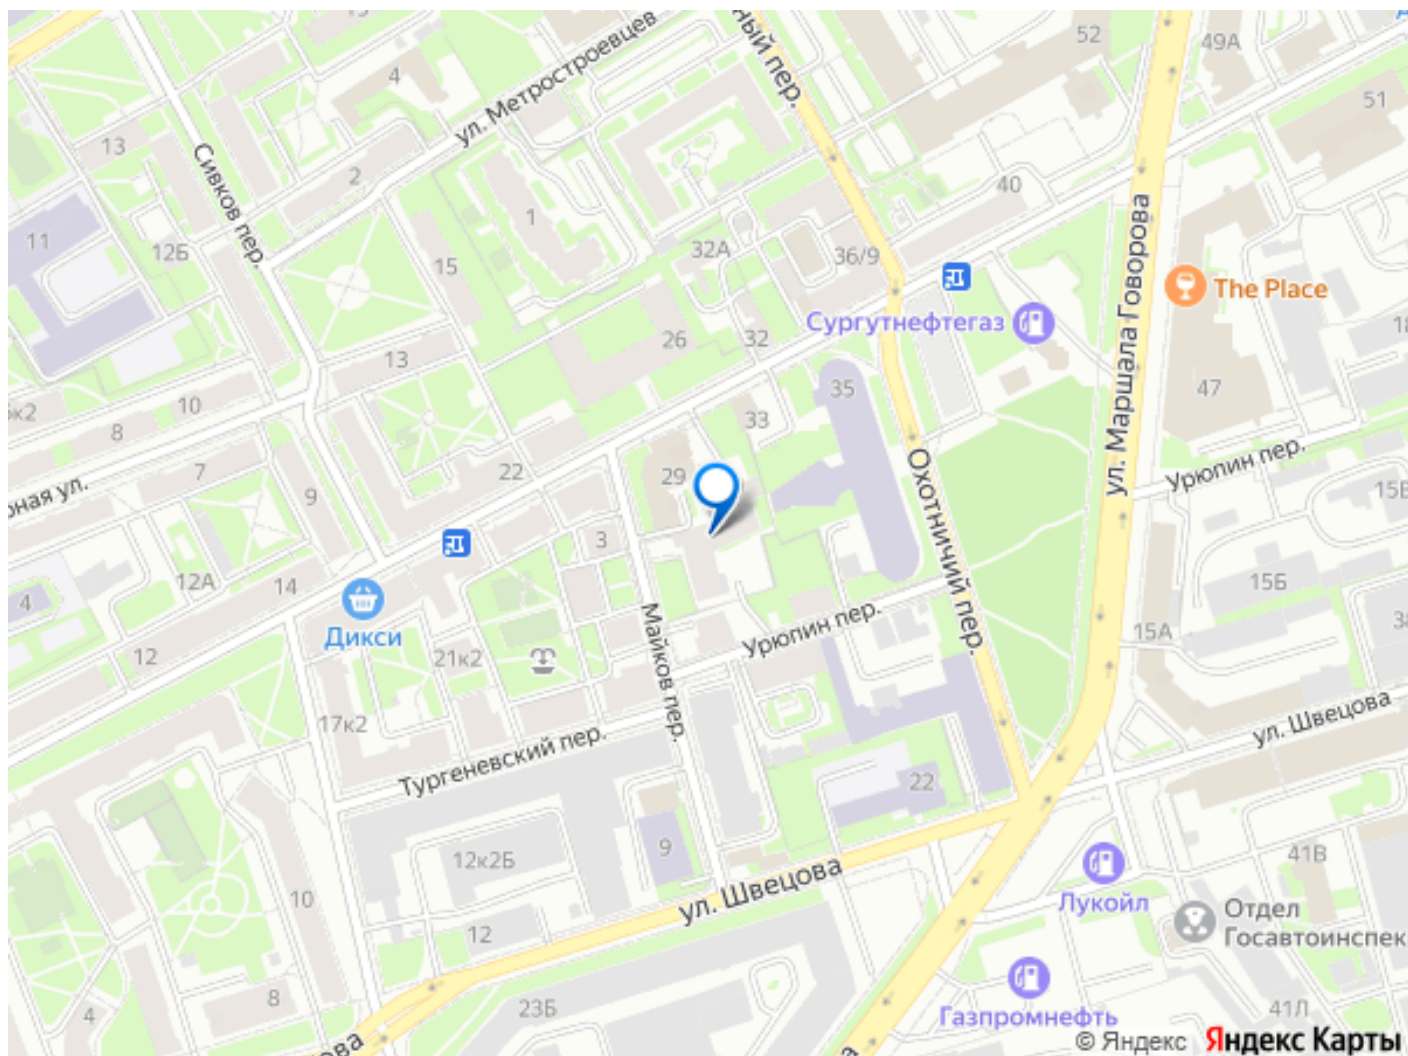 52
49А
ный пер.
ул. Метростроевцев
4
51
13
2
Сивков пер.
1
40
11
12Б
15
32А
36/9
ул. Маршала Говорова
The Place
Сургутнефтегаз
26
32
13
35
47
10
8
33
Урюпин пер.
7
22
29
9
Охотничий пер.
ная ул.
3
12А
14
15Б
4
Дикси
Майков пер.
Урюпин пер.
15А
12
21к2
17к2
ул. Швецова
Тургеневский пер.
22
12к2Б
9
41В
10
ул. Швецова
Лукойл
Отдел
Госавтоинспек
12
8
4
23Б
Газпромнефть
41Л
ова
© Яндекс Яндекс Карты